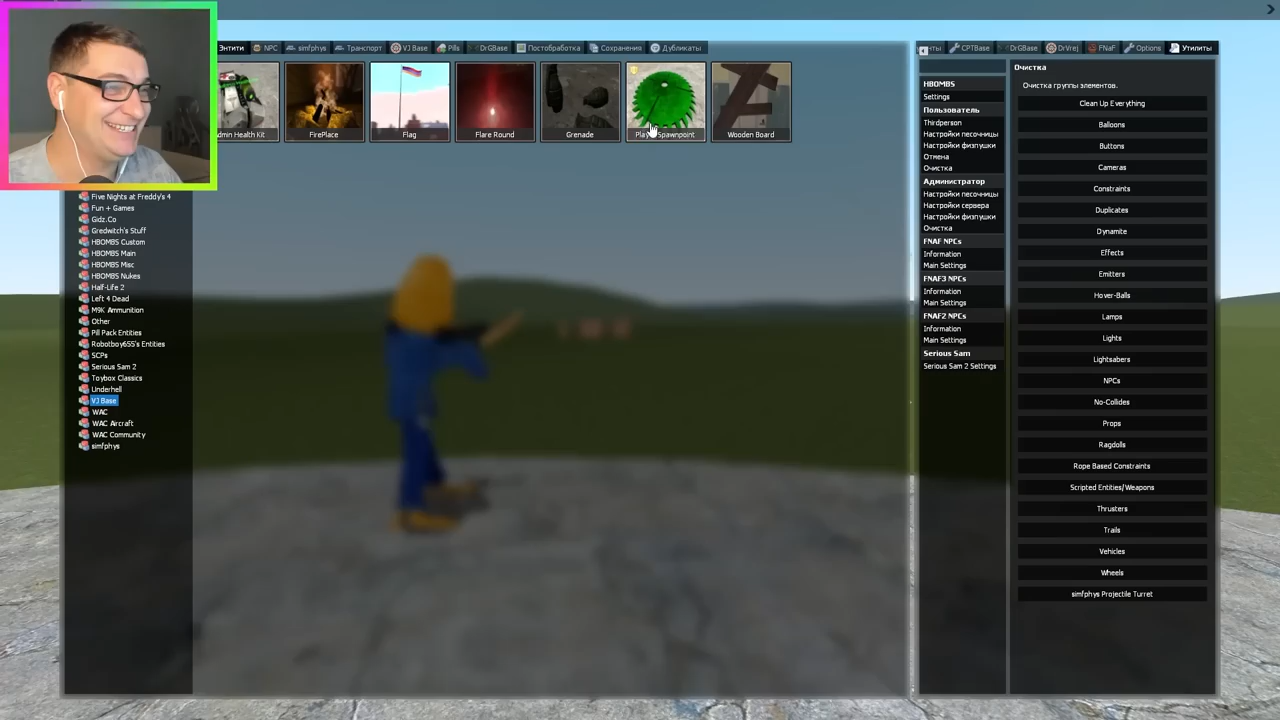 Энтити NPC simfphys Транспорт VJ Base Pills DrGBase Постобработка Сохранения Дубликаты
dmin Health Kit FirePlace Flag Flare Round Grenade Wooden Board
Five Nights at Freddy's 4
Fun + Games
Gidz.Co
Gredwitch's Stuff
HBOMBS Custom
HBOMBS Main
HBOMBS Misc
HBOMBS Nukes
Half-Life 2
Left 4 Dead
M9K Ammunition
Other
Pill Pack Entities
Robotboy655's Entities
SCPs
Serious Sam 2
Toybox Classics
Underhell
VJ Base
WAC
WAC Aircraft
WAC Community
simfphys
нты CPTBase DrGBase DrVrej FNaF Options Утилиты
HBOMBS
Settings
Пользователь
Thirdperson
Настройки песочницы
Настройки физпушки
Отмена
Очистка
Администратор
Настройки песочницы
Настройки сервера
Настройки физпушки
Очистка
FNAF NPCs
Information
Main Settings
FNAF3 NPCs
Information
Main Settings
FNAF2 NPCs
Information
Main Settings
Serious Sam
Serious Sam 2 Settings
Очистка
Очистка группы элементов.
Clean Up Everything
Balloons
Buttons
Cameras
Constraints
Duplicates
Dynamite
Effects
Emitters
Hover-Balls
Lamps
Lights
Lightsabers
NPCs
No-Collides
Props
Ragdolls
Rope Based Constraints
Scripted Entities/Weapons
Thrusters
Trails
Vehicles
Wheels
simfphys Projectile Turret